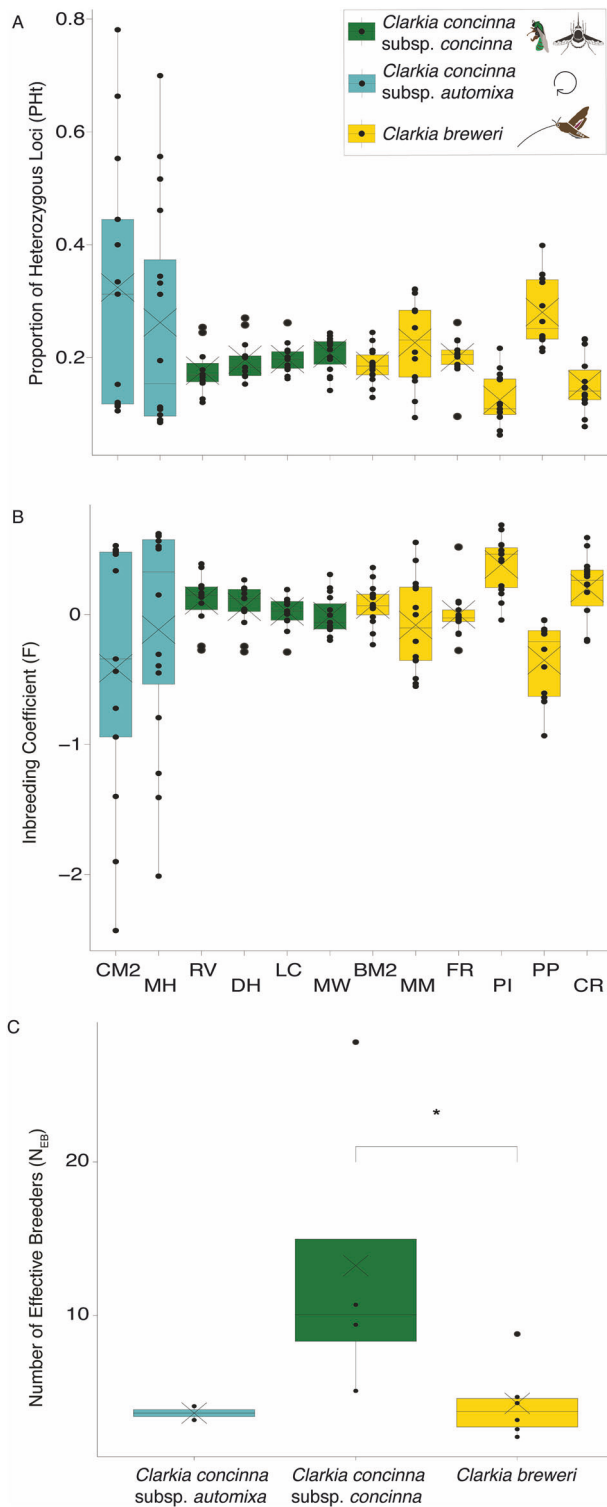 A
Clarkia concinna
subsp. concinna
Clarkia concinna
subsp. automixa
Clarkia breweri
Proportion of Heterozygous Loci (PHt)
0.8
0.6
0.4
0.2
B
Inbreeding Coefficient (F)
0
−1
−2
CM2
MH
RV
DH
LC
MW
BM2
MM
FR
PI
PP
CR
C
Number of Effective Breeders (NEB)
20
10
*
Clarkia concinna
subsp. automixa
Clarkia concinna
subsp. concinna
Clarkia breweri